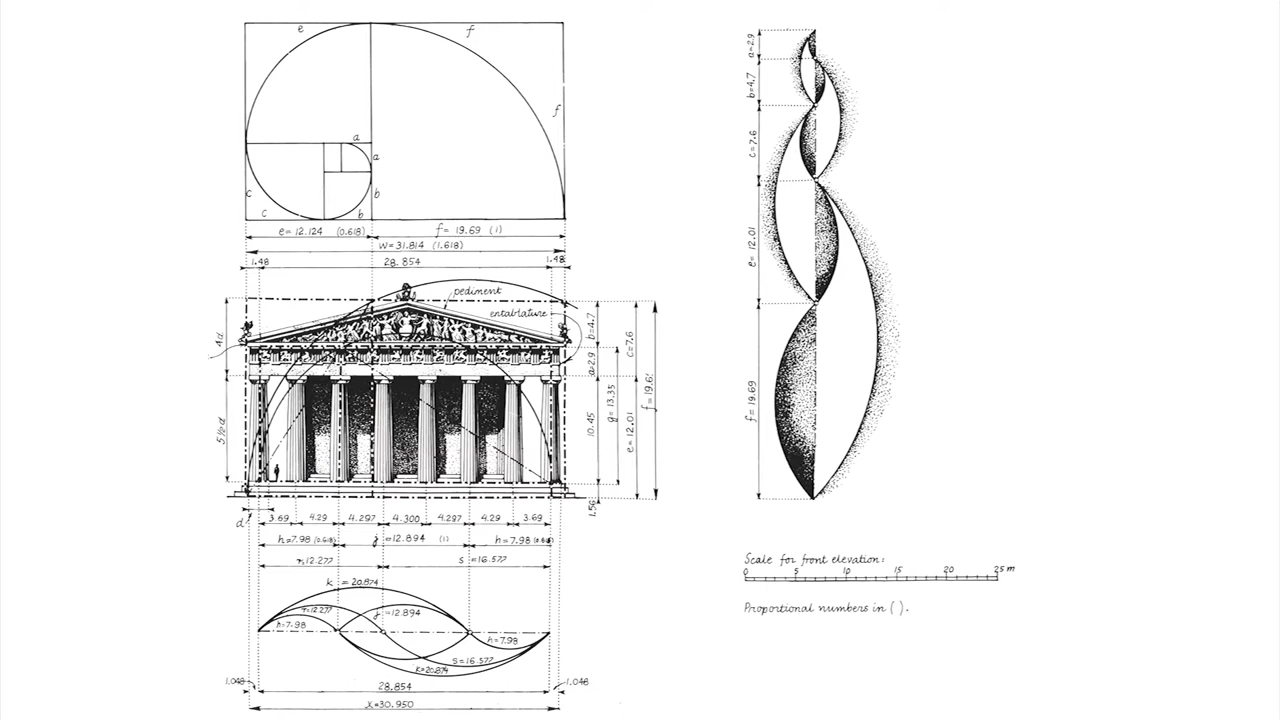 e
f
f
a
a
b
b
c
c
e=12.124 (0.618)
f=19.69 (1)
w=31.814 (1.618)
1.48
28.854
1.48
pediment
entablature
4d
5½d
d
b=4.7
a=2.9
10.45
1.56
g=13.35
c=7.6
e=12.01
f=19.6
3.69
4.29
4.297
4.300
4.297
4.29
3.69
h=7.98 (0.618)
j=12.894 (1)
h=7.98 (0.618)
r=12.277
s=16.577
k=20.874
r=12.277
j=12.894
h=7.98
h=7.98
s=16.577
k=20.874
1.048
28.854
1.048
x=30.950
a=2.9
b=4.7
c=7.6
e=12.01
f=19.69
Scale for front elevation:
0 5 10 15 20 25 m
Proportional numbers in ( ).